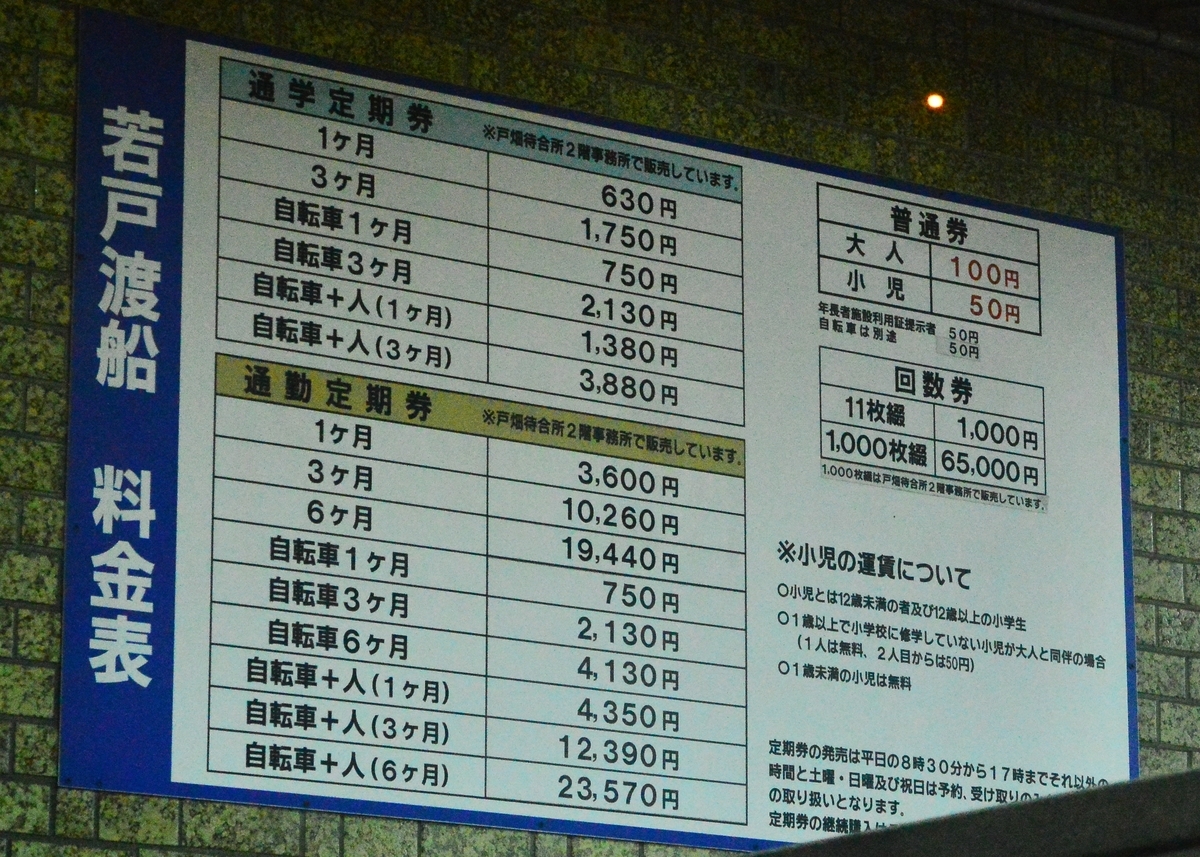 若戸渡船 料金表
通学定期券 ※戸畑待合所2階事務所で販売しています。
1ヶ月 630円
3ヶ月 1,750円
自転車1ヶ月 750円
自転車3ヶ月 2,130円
自転車+人(1ヶ月) 1,380円
自転車+人(3ヶ月) 3,880円
通勤定期券 ※戸畑待合所2階事務所で販売しています。
1ヶ月 3,600円
3ヶ月 10,260円
6ヶ月 19,440円
自転車1ヶ月 750円
自転車3ヶ月 2,130円
自転車6ヶ月 4,130円
自転車+人(1ヶ月) 4,350円
自転車+人(3ヶ月) 12,390円
自転車+人(6ヶ月) 23,570円
普通券
大人 100円
小児 50円
年長者施設利用証提示者 50円
自転車は別途 50円
回数券
11枚綴 1,000円
1,000枚綴 65,000円
1,000枚綴は戸畑待合所2階事務所で販売しています。
※小児の運賃について
○小児とは12歳未満の者及び12歳以上の小学生
○1歳以上で小学校に修学していない小児が大人と同伴の場合
(1人は無料、2人目からは50円)
○1歳未満の小児は無料
定期券の発売は平日の8時30分から17時までそれ以外の
時間と土曜・日曜及び祝日は予約、受け取りの
の取り扱いとなります。
定期券の継続購入は